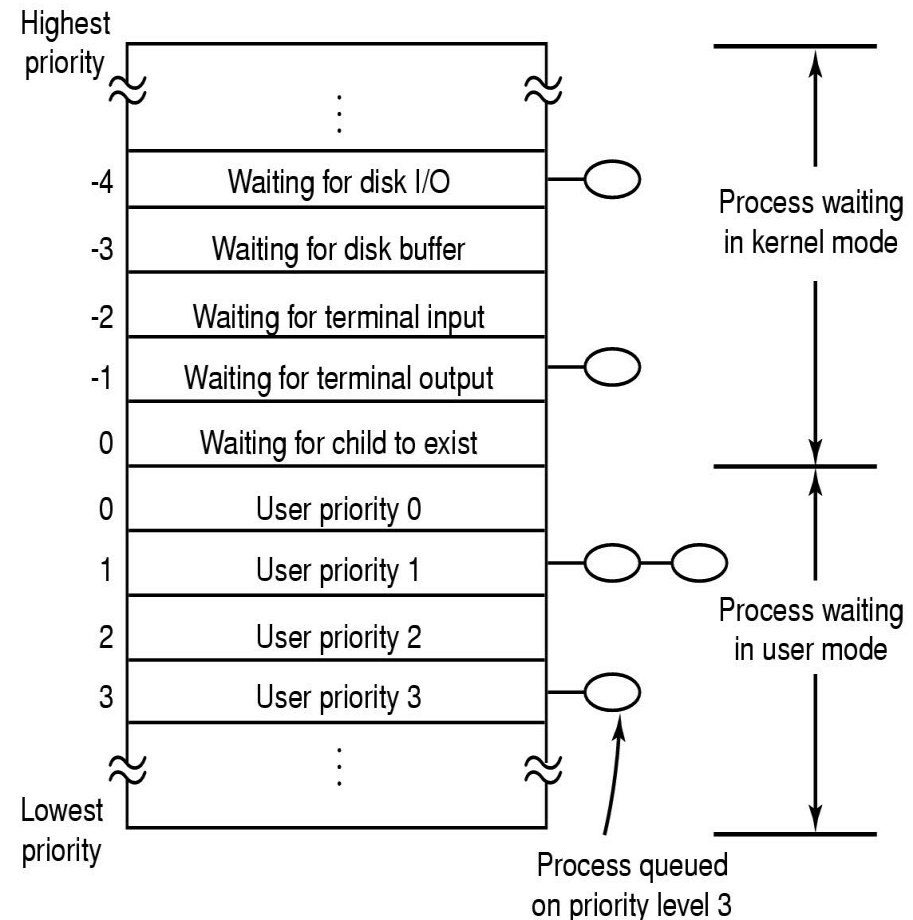 Highest
priority
-4 Waiting for disk I/O
-3 Waiting for disk buffer
-2 Waiting for terminal input
-1 Waiting for terminal output
0 Waiting for child to exist
0 User priority 0
1 User priority 1
2 User priority 2
3 User priority 3
Lowest
priority
Process waiting
in kernel mode
Process waiting
in user mode
Process queued
on priority level 3